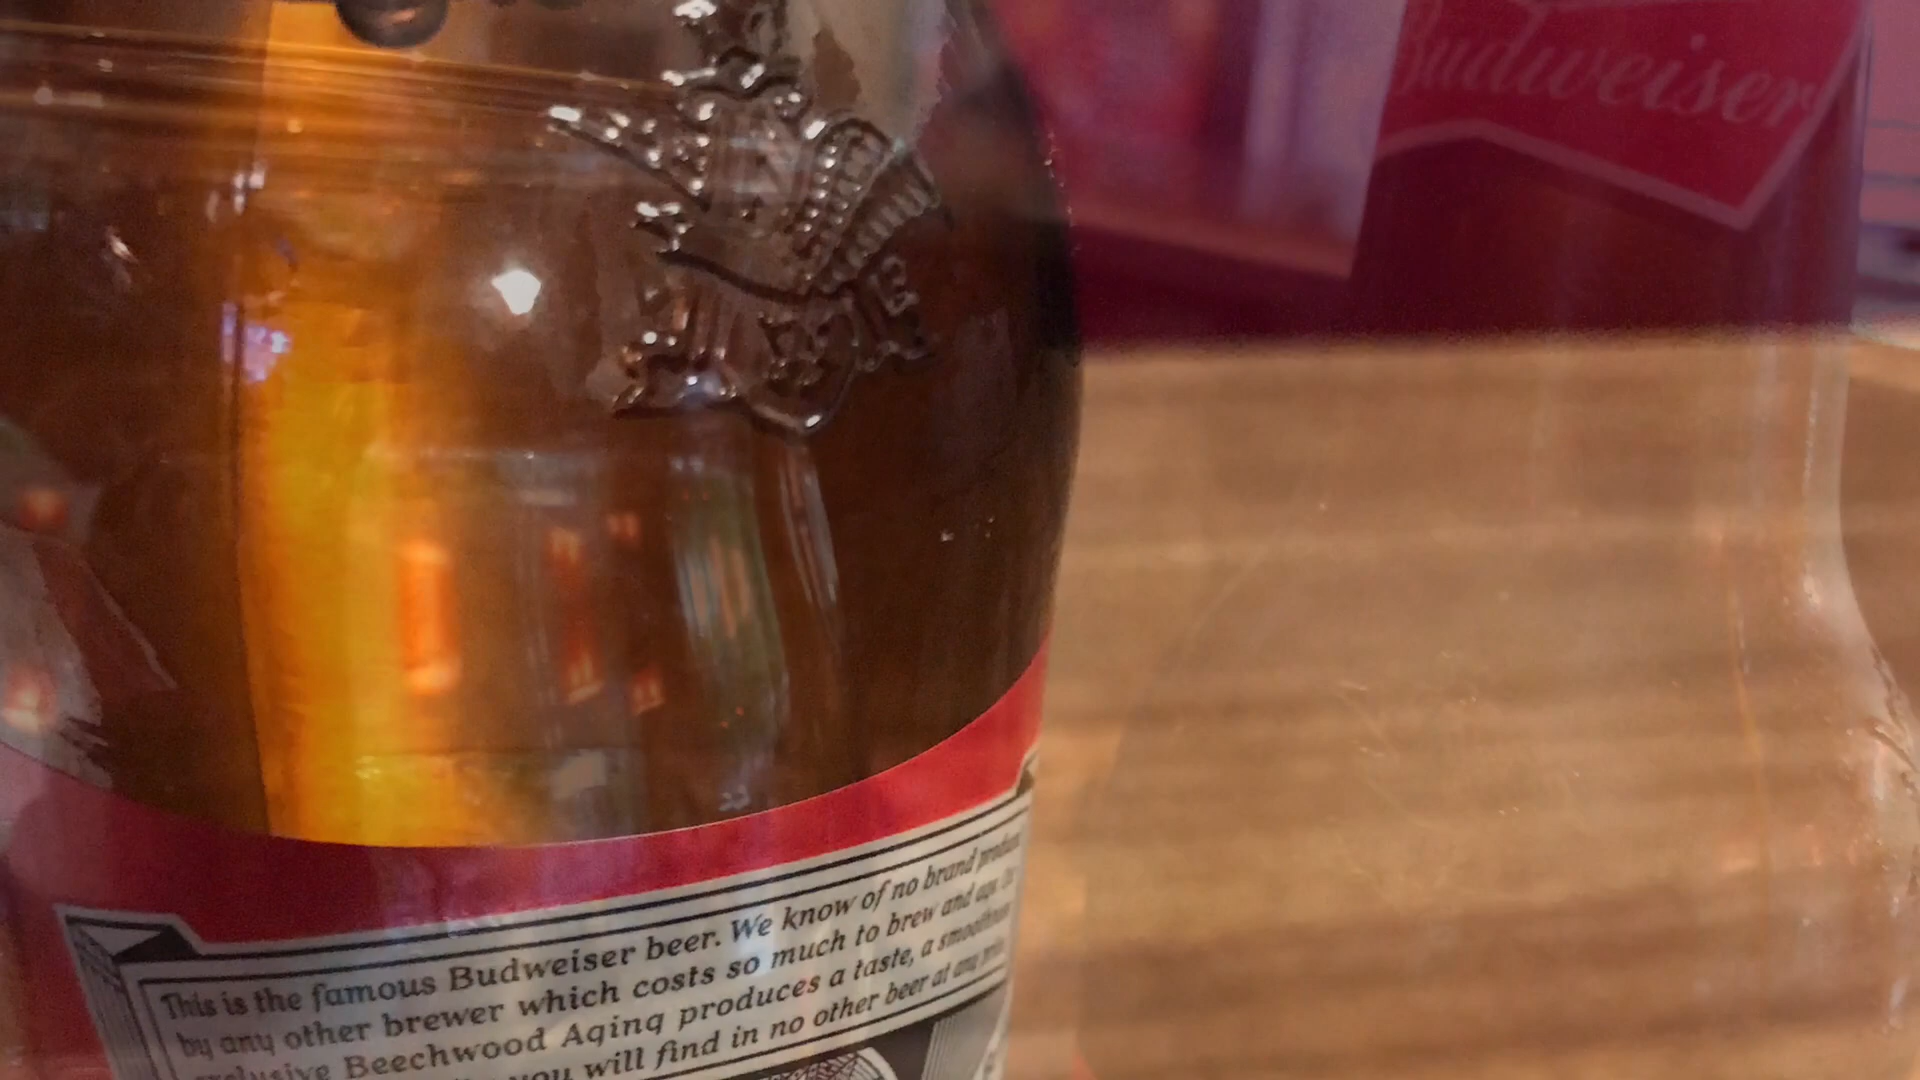 Budweiser
This is the famous Budweiser beer. We know of no brand produced
by any other brewer which costs so much to brew and age. Our
exclusive Beechwood Aging produces a taste, a smoothness
you will find in no other beer at any price.